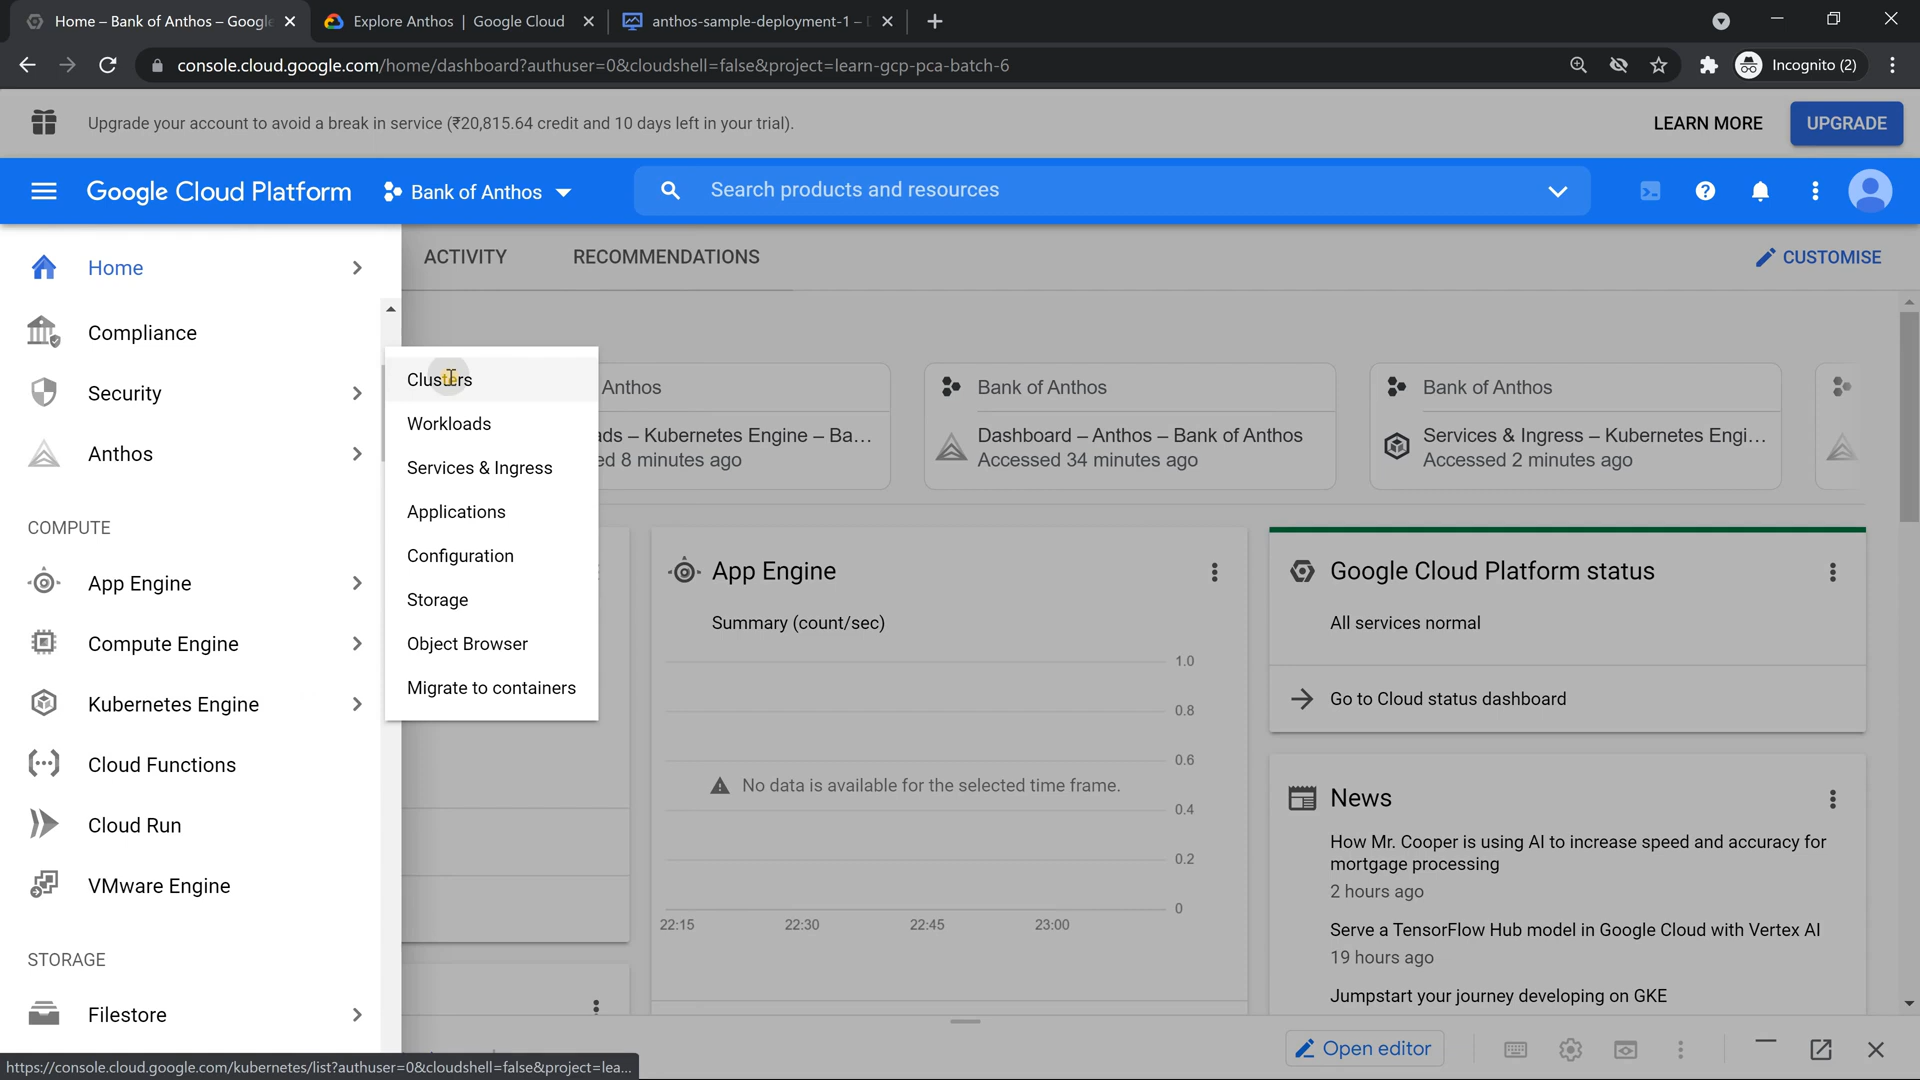 Home – Bank of Anthos – Google
Explore Anthos | Google Cloud
anthos-sample-deployment-1 –
console.cloud.google.com/home/dashboard?authuser=0&cloudshell=false&project=learn-gcp-pca-batch-6
Incognito (2)
Upgrade your account to avoid a break in service (₹20,815.64 credit and 10 days left in your trial).
LEARN MORE
UPGRADE
Google Cloud Platform
Bank of Anthos
Search products and resources
Home
ACTIVITY
RECOMMENDATIONS
CUSTOMISE
Compliance
Security
Anthos
COMPUTE
App Engine
Compute Engine
Kubernetes Engine
Cloud Functions
Cloud Run
VMware Engine
STORAGE
Filestore
Clusters
Workloads
Services & Ingress
Applications
Configuration
Storage
Object Browser
Migrate to containers
Anthos
ads – Kubernetes Engine – Ba...
ed 8 minutes ago
Bank of Anthos
Dashboard – Anthos – Bank of Anthos
Accessed 34 minutes ago
Bank of Anthos
Services & Ingress – Kubernetes Engi...
Accessed 2 minutes ago
App Engine
Summary (count/sec)
1.0
0.8
0.6
No data is available for the selected time frame.
0.4
0.2
0
22:15
22:30
22:45
23:00
Google Cloud Platform status
All services normal
Go to Cloud status dashboard
News
How Mr. Cooper is using AI to increase speed and accuracy for
mortgage processing
2 hours ago
Serve a TensorFlow Hub model in Google Cloud with Vertex AI
19 hours ago
Jumpstart your journey developing on GKE
Open editor
https://console.cloud.google.com/kubernetes/list?authuser=0&cloudshell=false&project=lea...